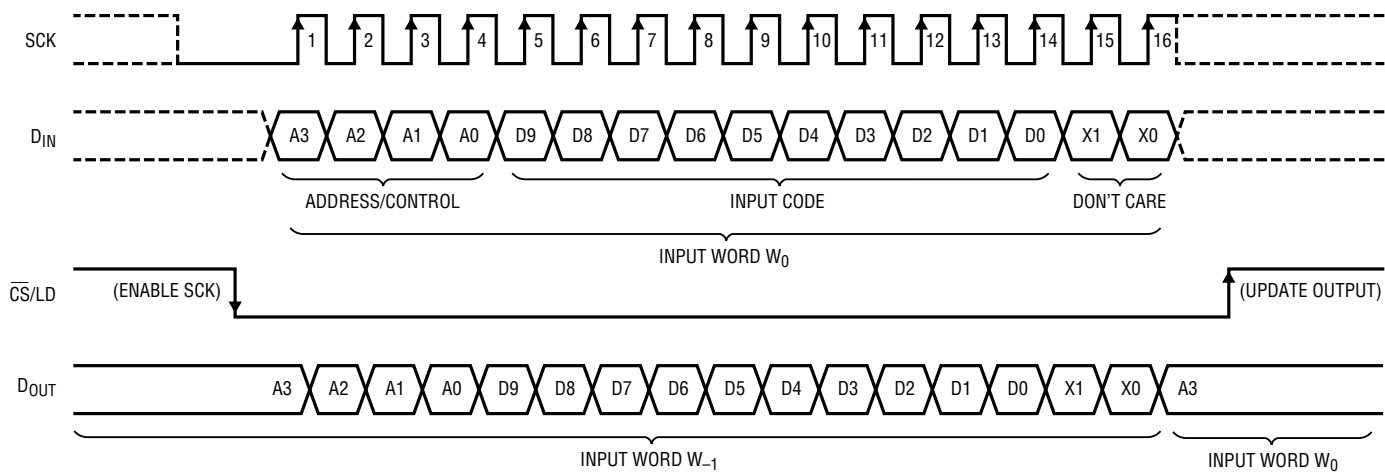 SCK 1 2 3 4 5 6 7 8 9 10 11 12 13 14 15 16
DIN A3 A2 A1 A0 D9 D8 D7 D6 D5 D4 D3 D2 D1 D0 X1 X0
ADDRESS/CONTROL INPUT CODE DON'T CARE
INPUT WORD W0
CS/LD (ENABLE SCK) (UPDATE OUTPUT)
DOUT A3 A2 A1 A0 D9 D8 D7 D6 D5 D4 D3 D2 D1 D0 X1 X0 A3
INPUT WORD W–1 INPUT WORD W0